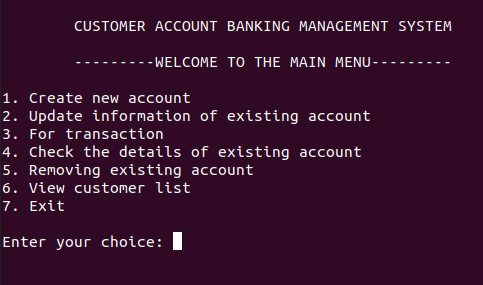 CUSTOMER ACCOUNT BANKING MANAGEMENT SYSTEM
---------WELCOME TO THE MAIN MENU---------
1. Create new account
2. Update information of existing account
3. For transaction
4. Check the details of existing account
5. Removing existing account
6. View customer list
7. Exit
Enter your choice: